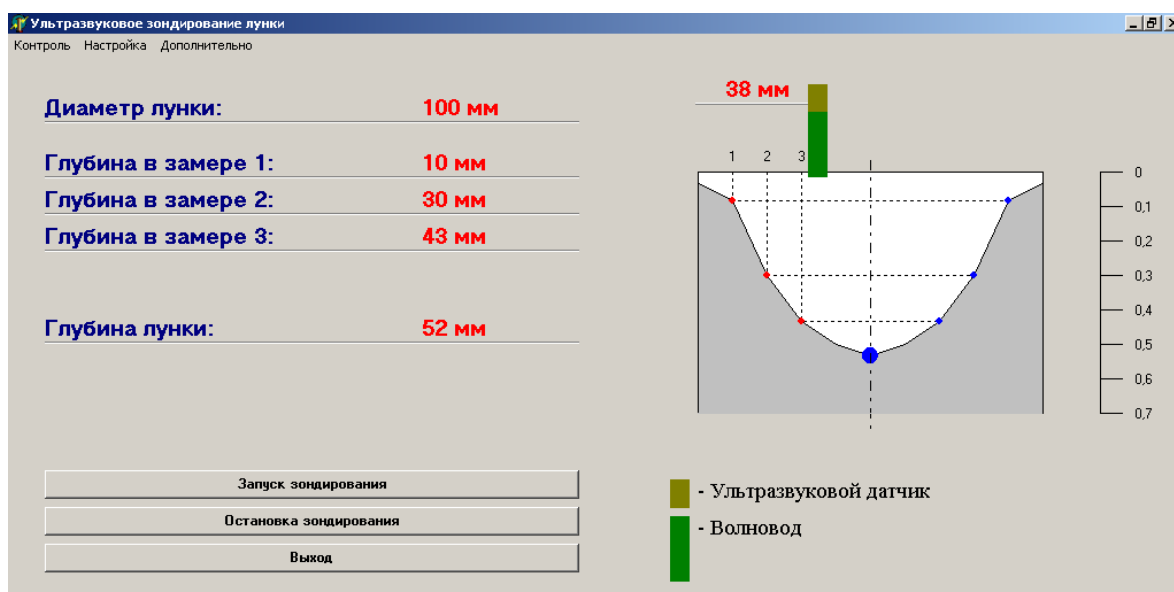 Ультразвуковое зондирование лунки
Контроль Настройка Дополнительно
38 мм
Диаметр лунки: 100 мм
Глубина в замере 1: 10 мм
Глубина в замере 2: 30 мм
Глубина в замере 3: 43 мм
Глубина лунки: 52 мм
1 2 3
0
0,1
0,2
0,3
0,4
0,5
0,6
0,7
Запуск зондирования
Остановка зондирования
Выход
- Ультразвуковой датчик
- Волновод